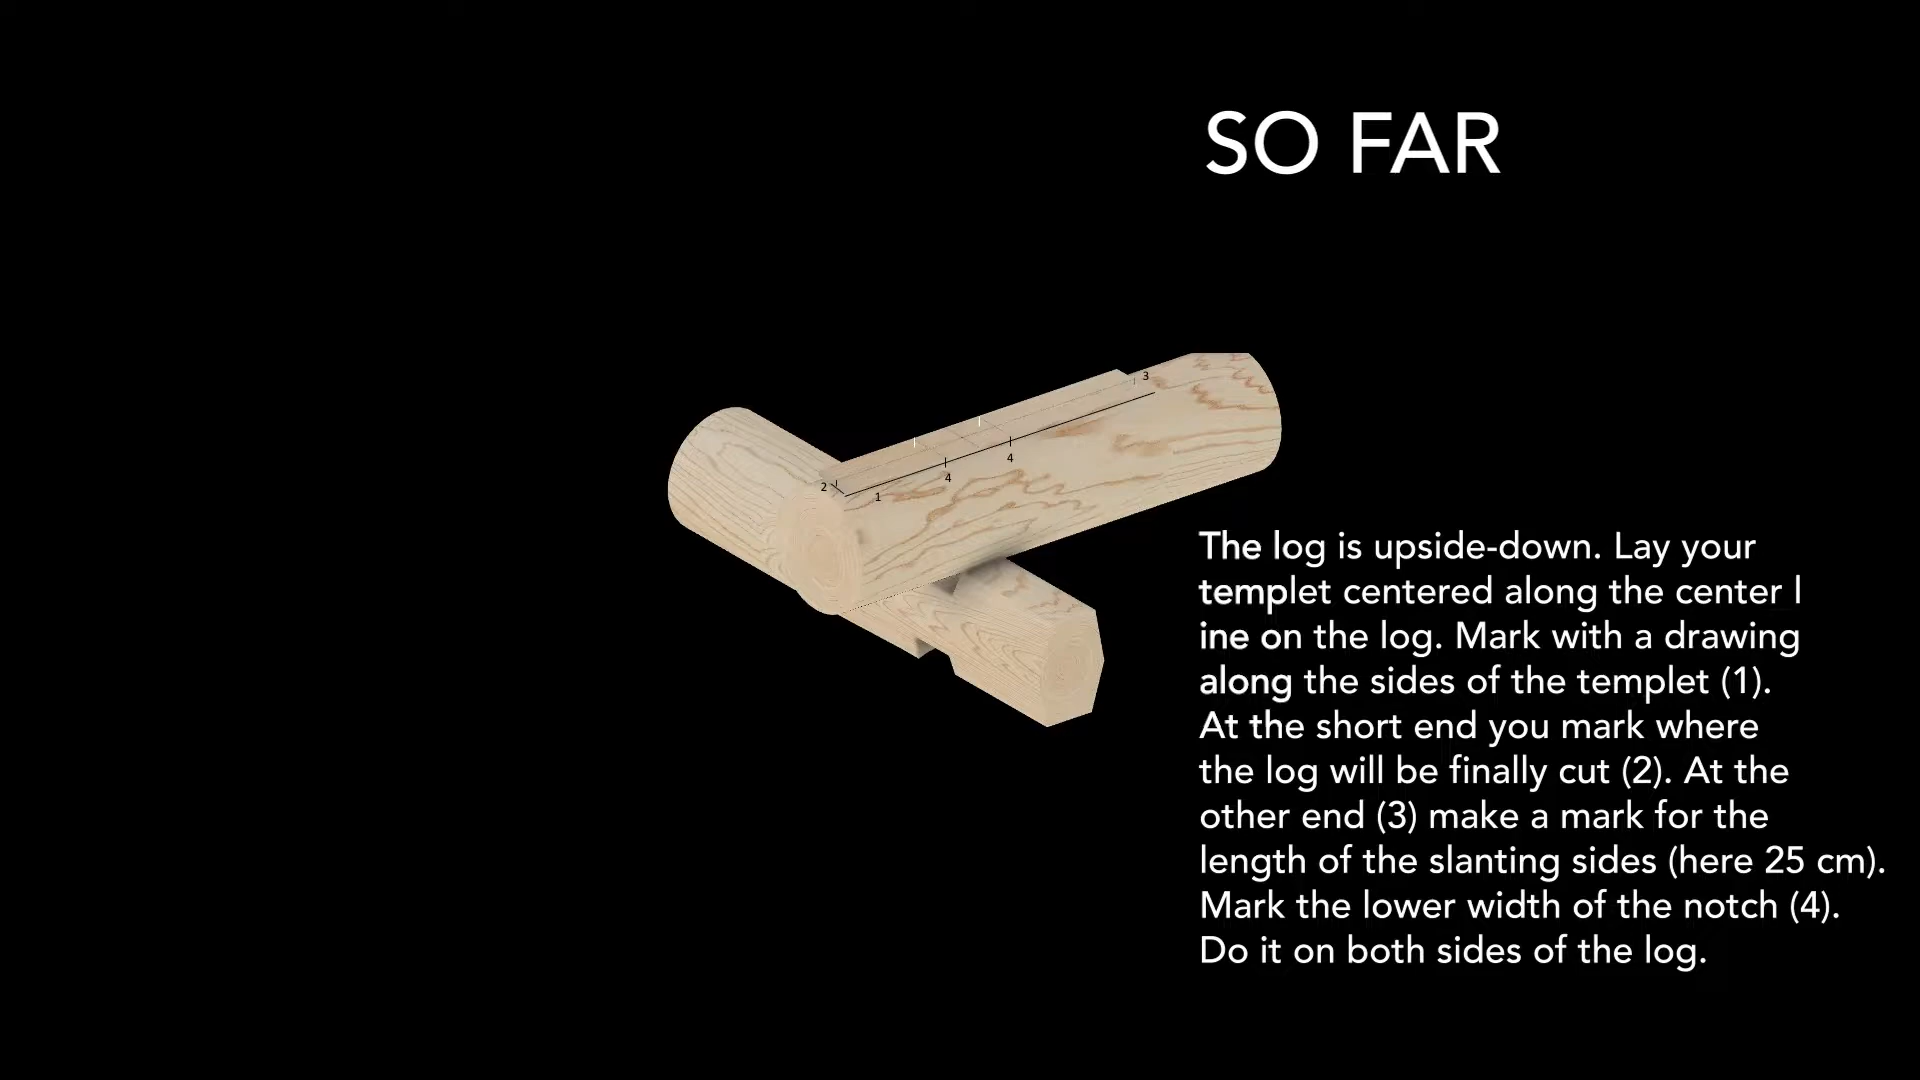 SO FAR
3
4
4
2
1
The log is upside-down. Lay your
templet centered along the center l
ine on the log. Mark with a drawing
along the sides of the templet (1).
At the short end you mark where
the log will be finally cut (2). At the
other end (3) make a mark for the
length of the slanting sides (here 25 cm).
Mark the lower width of the notch (4).
Do it on both sides of the log.